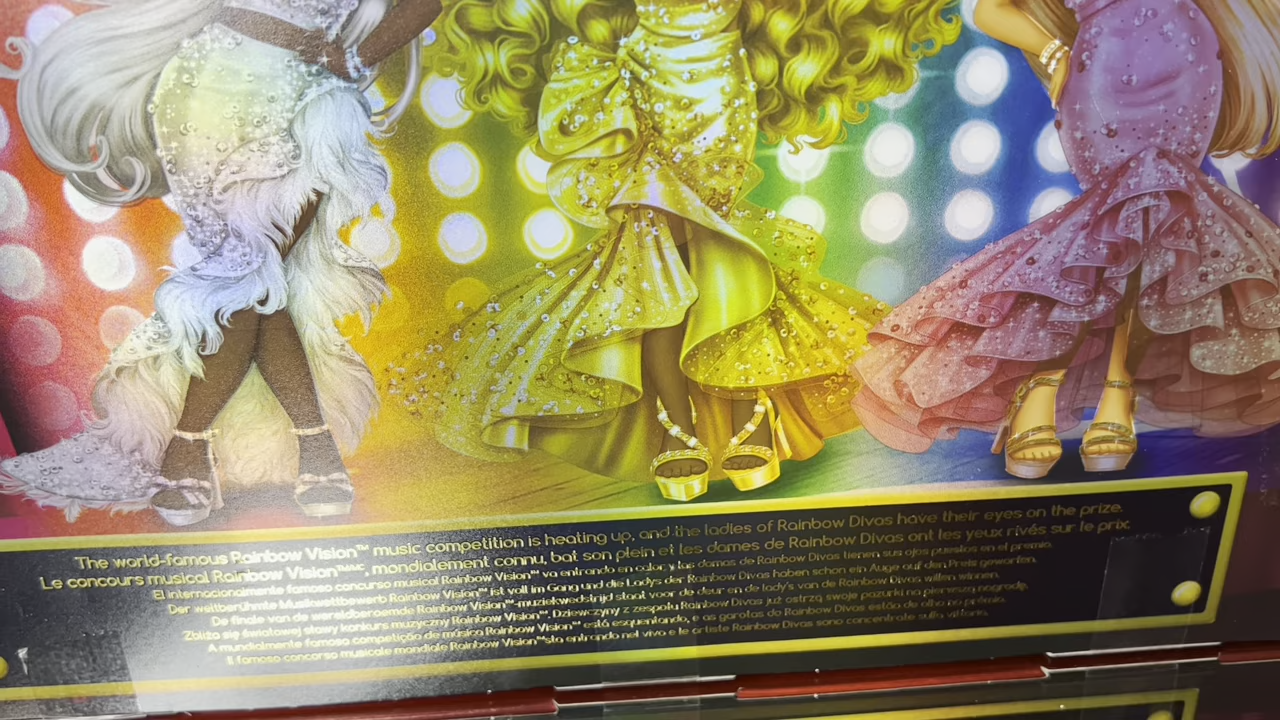 The world-famous Rainbow Vision™ music competition is heating up, and the ladies of Rainbow Divas have their eyes on the prize.
Le concours musical Rainbow Vision™/MC, mondialement connu, bat son plein et les dames de Rainbow Divas ont les yeux rivés sur le prix.
El internacionalmente famoso concurso musical Rainbow Vision™ va entrando en calor y las damas de Rainbow Divas tienen sus ojos puestos en el premio.
Der weltberühmte Musikwettbewerb Rainbow Vision™ ist voll im Gang und die Ladys der Rainbow Divas haben schon ein Auge auf den Preis geworfen.
De finale van de wereldberoemde Rainbow Vision™-muziekwedstrijd staat voor de deur en de lady's van de Rainbow Divas willen winnen.
Zbliża się światowej sławy konkurs muzyczny Rainbow Vision™. Dziewczyny z zespołu Rainbow Divas już ostrzą swoje pazurki na pierwszą nagrodę.
A mundialmente famosa competição de música Rainbow Vision™ está esquentando, e as garotas de Rainbow Divas estão de olho no prêmio.
Il famoso concorso musicale mondiale Rainbow Vision™ sta entrando nel vivo e le artiste Rainbow Divas sono concentrate sulla vittoria.